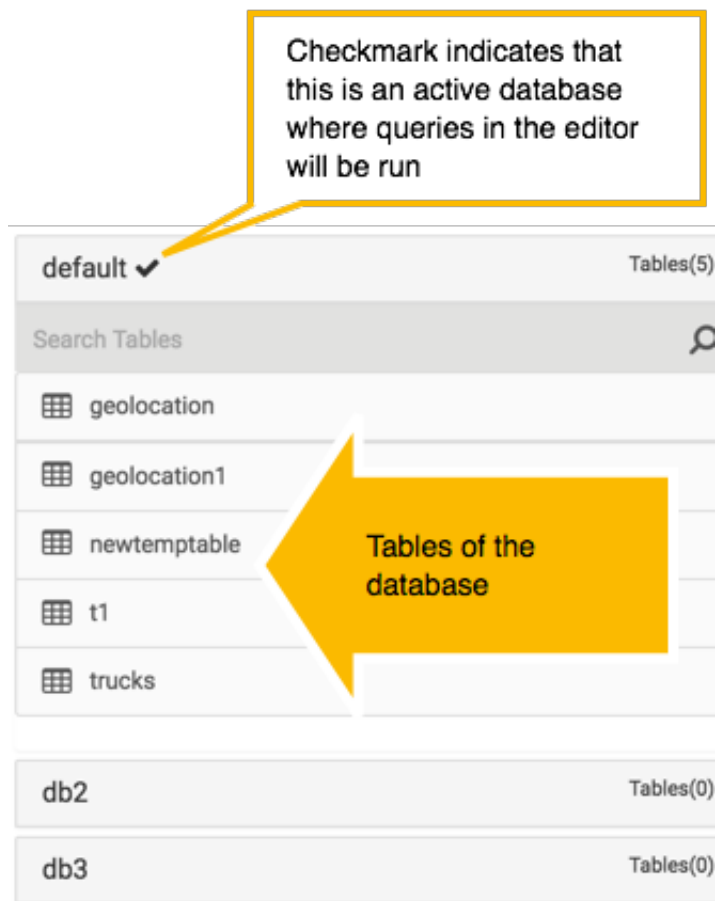 Checkmark indicates that
this is an active database
where queries in the editor
will be run
default Tables(5)
Search Tables
geolocation
geolocation1
newtemptable
t1
trucks
Tables of the
database
db2 Tables(0)
db3 Tables(0)